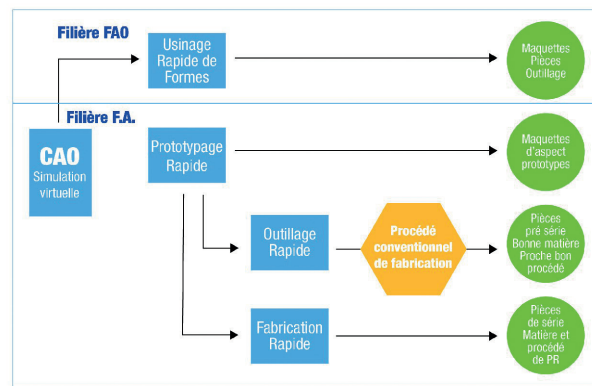 Filière FAO
Usinage
Rapide de
Formes
Maquettes
Pièces
Outillage
Filière F.A.
CAO
Simulation
virtuelle
Prototypage
Rapide
Maquettes
d'aspect
prototypes
Outillage
Rapide
Procédé
conventionnel
de fabrication
Pièces
pré série
Bonne matière
Proche bon
procédé
Fabrication
Rapide
Pièces
de série
Matière et
procédé
de PR